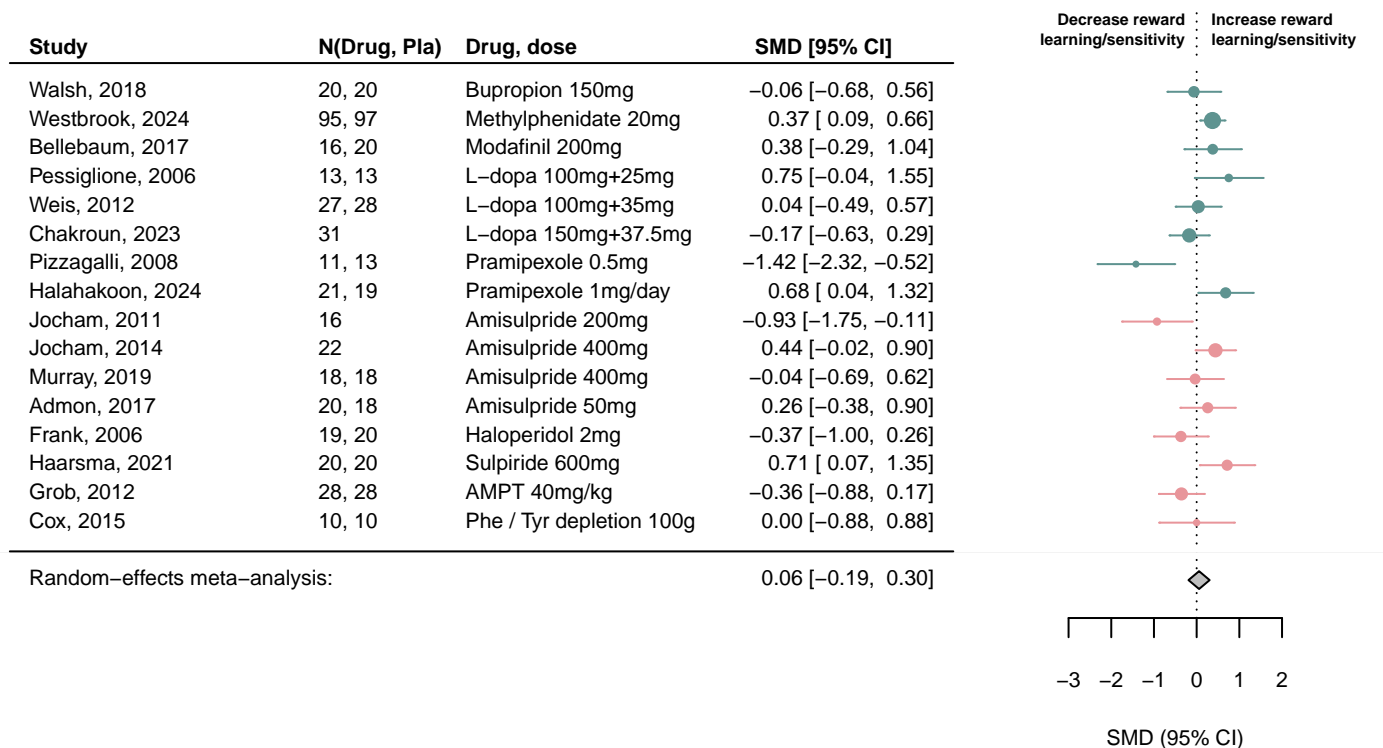 Decrease reward learning/sensitivity
Increase reward learning/sensitivity
Study N(Drug, Pla) Drug, dose SMD [95% CI]
Walsh, 2018 20, 20 Bupropion 150mg −0.06 [−0.68, 0.56]
Westbrook, 2024 95, 97 Methylphenidate 20mg 0.37 [ 0.09, 0.66]
Bellebaum, 2017 16, 20 Modafinil 200mg 0.38 [−0.29, 1.04]
Pessiglione, 2006 13, 13 L−dopa 100mg+25mg 0.75 [−0.04, 1.55]
Weis, 2012 27, 28 L−dopa 100mg+35mg 0.04 [−0.49, 0.57]
Chakroun, 2023 31 L−dopa 150mg+37.5mg −0.17 [−0.63, 0.29]
Pizzagalli, 2008 11, 13 Pramipexole 0.5mg −1.42 [−2.32, −0.52]
Halahakoon, 2024 21, 19 Pramipexole 1mg/day 0.68 [ 0.04, 1.32]
Jocham, 2011 16 Amisulpride 200mg −0.93 [−1.75, −0.11]
Jocham, 2014 22 Amisulpride 400mg 0.44 [−0.02, 0.90]
Murray, 2019 18, 18 Amisulpride 400mg −0.04 [−0.69, 0.62]
Admon, 2017 20, 18 Amisulpride 50mg 0.26 [−0.38, 0.90]
Frank, 2006 19, 20 Haloperidol 2mg −0.37 [−1.00, 0.26]
Haarsma, 2021 20, 20 Sulpiride 600mg 0.71 [ 0.07, 1.35]
Grob, 2012 28, 28 AMPT 40mg/kg −0.36 [−0.88, 0.17]
Cox, 2015 10, 10 Phe / Tyr depletion 100g 0.00 [−0.88, 0.88]
Random−effects meta−analysis: 0.06 [−0.19, 0.30]
−3 −2 −1 0 1 2
SMD (95% CI)